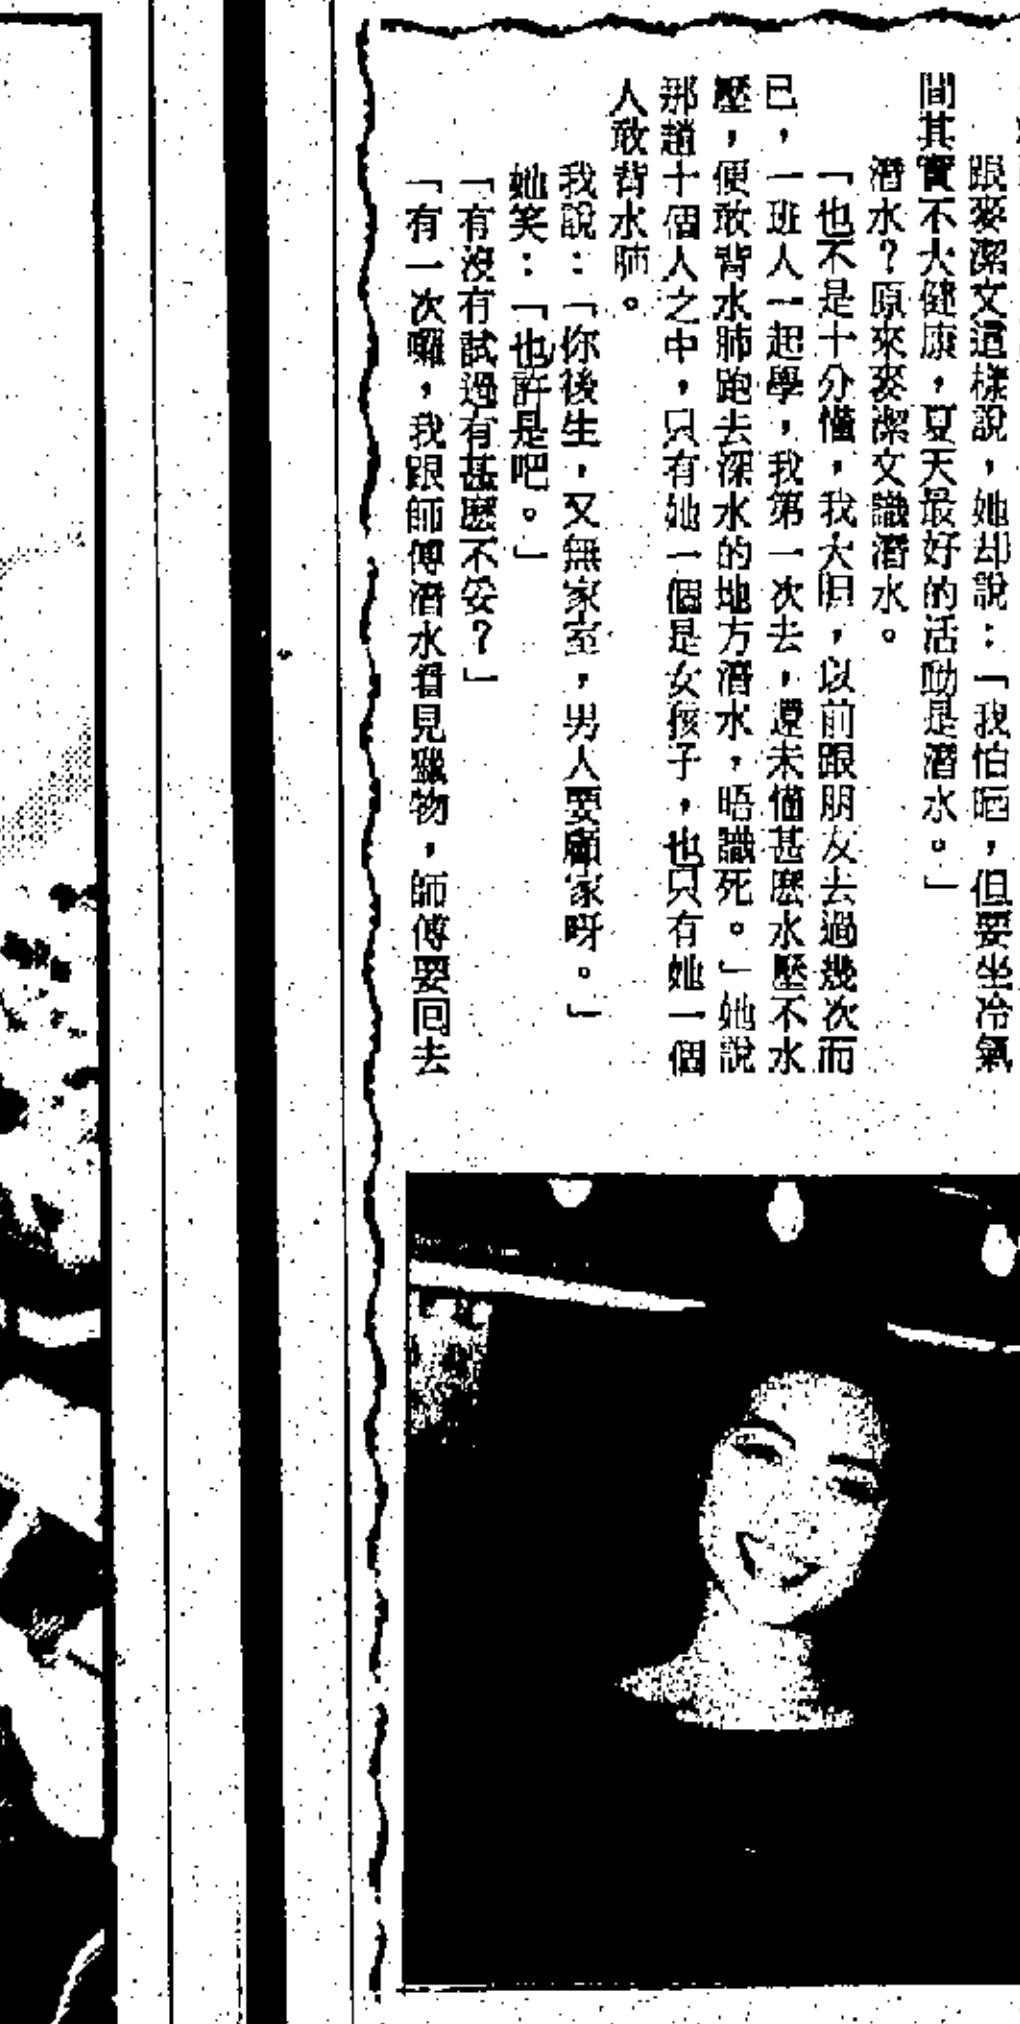 跟麥潔文這樣說，她却說：「我怕晒，但要坐冷氣
間其實不大健康，夏天最好的活動是潛水。」
潛水？原來麥潔文識潛水。
「也不是十分懂，我大胆，以前跟朋友去過幾次而
已，一班人一起學，我第一次去，還未懂甚麼水壓不水
壓，便敢背水肺跑去深水的地方潛水，唔識死。」她說
那趟十個人之中，只有她一個是女孩子，也只有她一個
人敢背水肺。
我說：「你後生，又無家室，男人要顧家呀。」
她笑：「也許是吧。」
「有沒有試過有甚麼不妥？」
「有一次囉，我跟師傅潛水看見獵物，師傅要回去